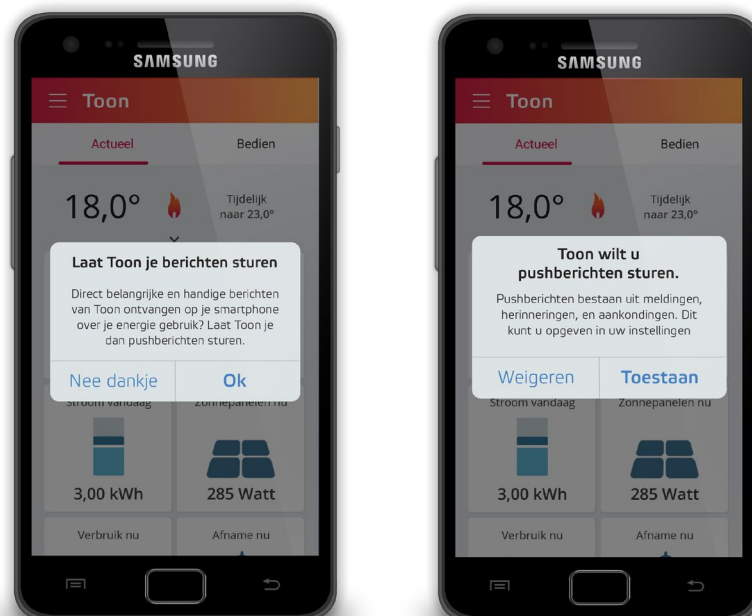 SAMSUNG
Toon
Actueel Bedien
18,0° Tijdelijk
naar 23,0°
Laat Toon je berichten sturen
Direct belangrijke en handige berichten
van Toon ontvangen op je smartphone
over je energie gebruik? Laat Toon je
dan pushberichten sturen.
Nee dankje Ok
Stroom vandaag Zonnepanelen nu
3,00 kWh 285 Watt
Verbruik nu Afname nu
SAMSUNG
Toon
Actueel Bedien
18,0° Tijdelijk
naar 23,0°
Toon wilt u
pushberichten sturen.
Pushberichten bestaan uit meldingen,
herinneringen, en aankondingen. Dit
kunt u opgeven in uw instellingen
Weigeren Toestaan
Stroom vandaag Zonnepanelen nu
3,00 kWh 285 Watt
Verbruik nu Afname nu